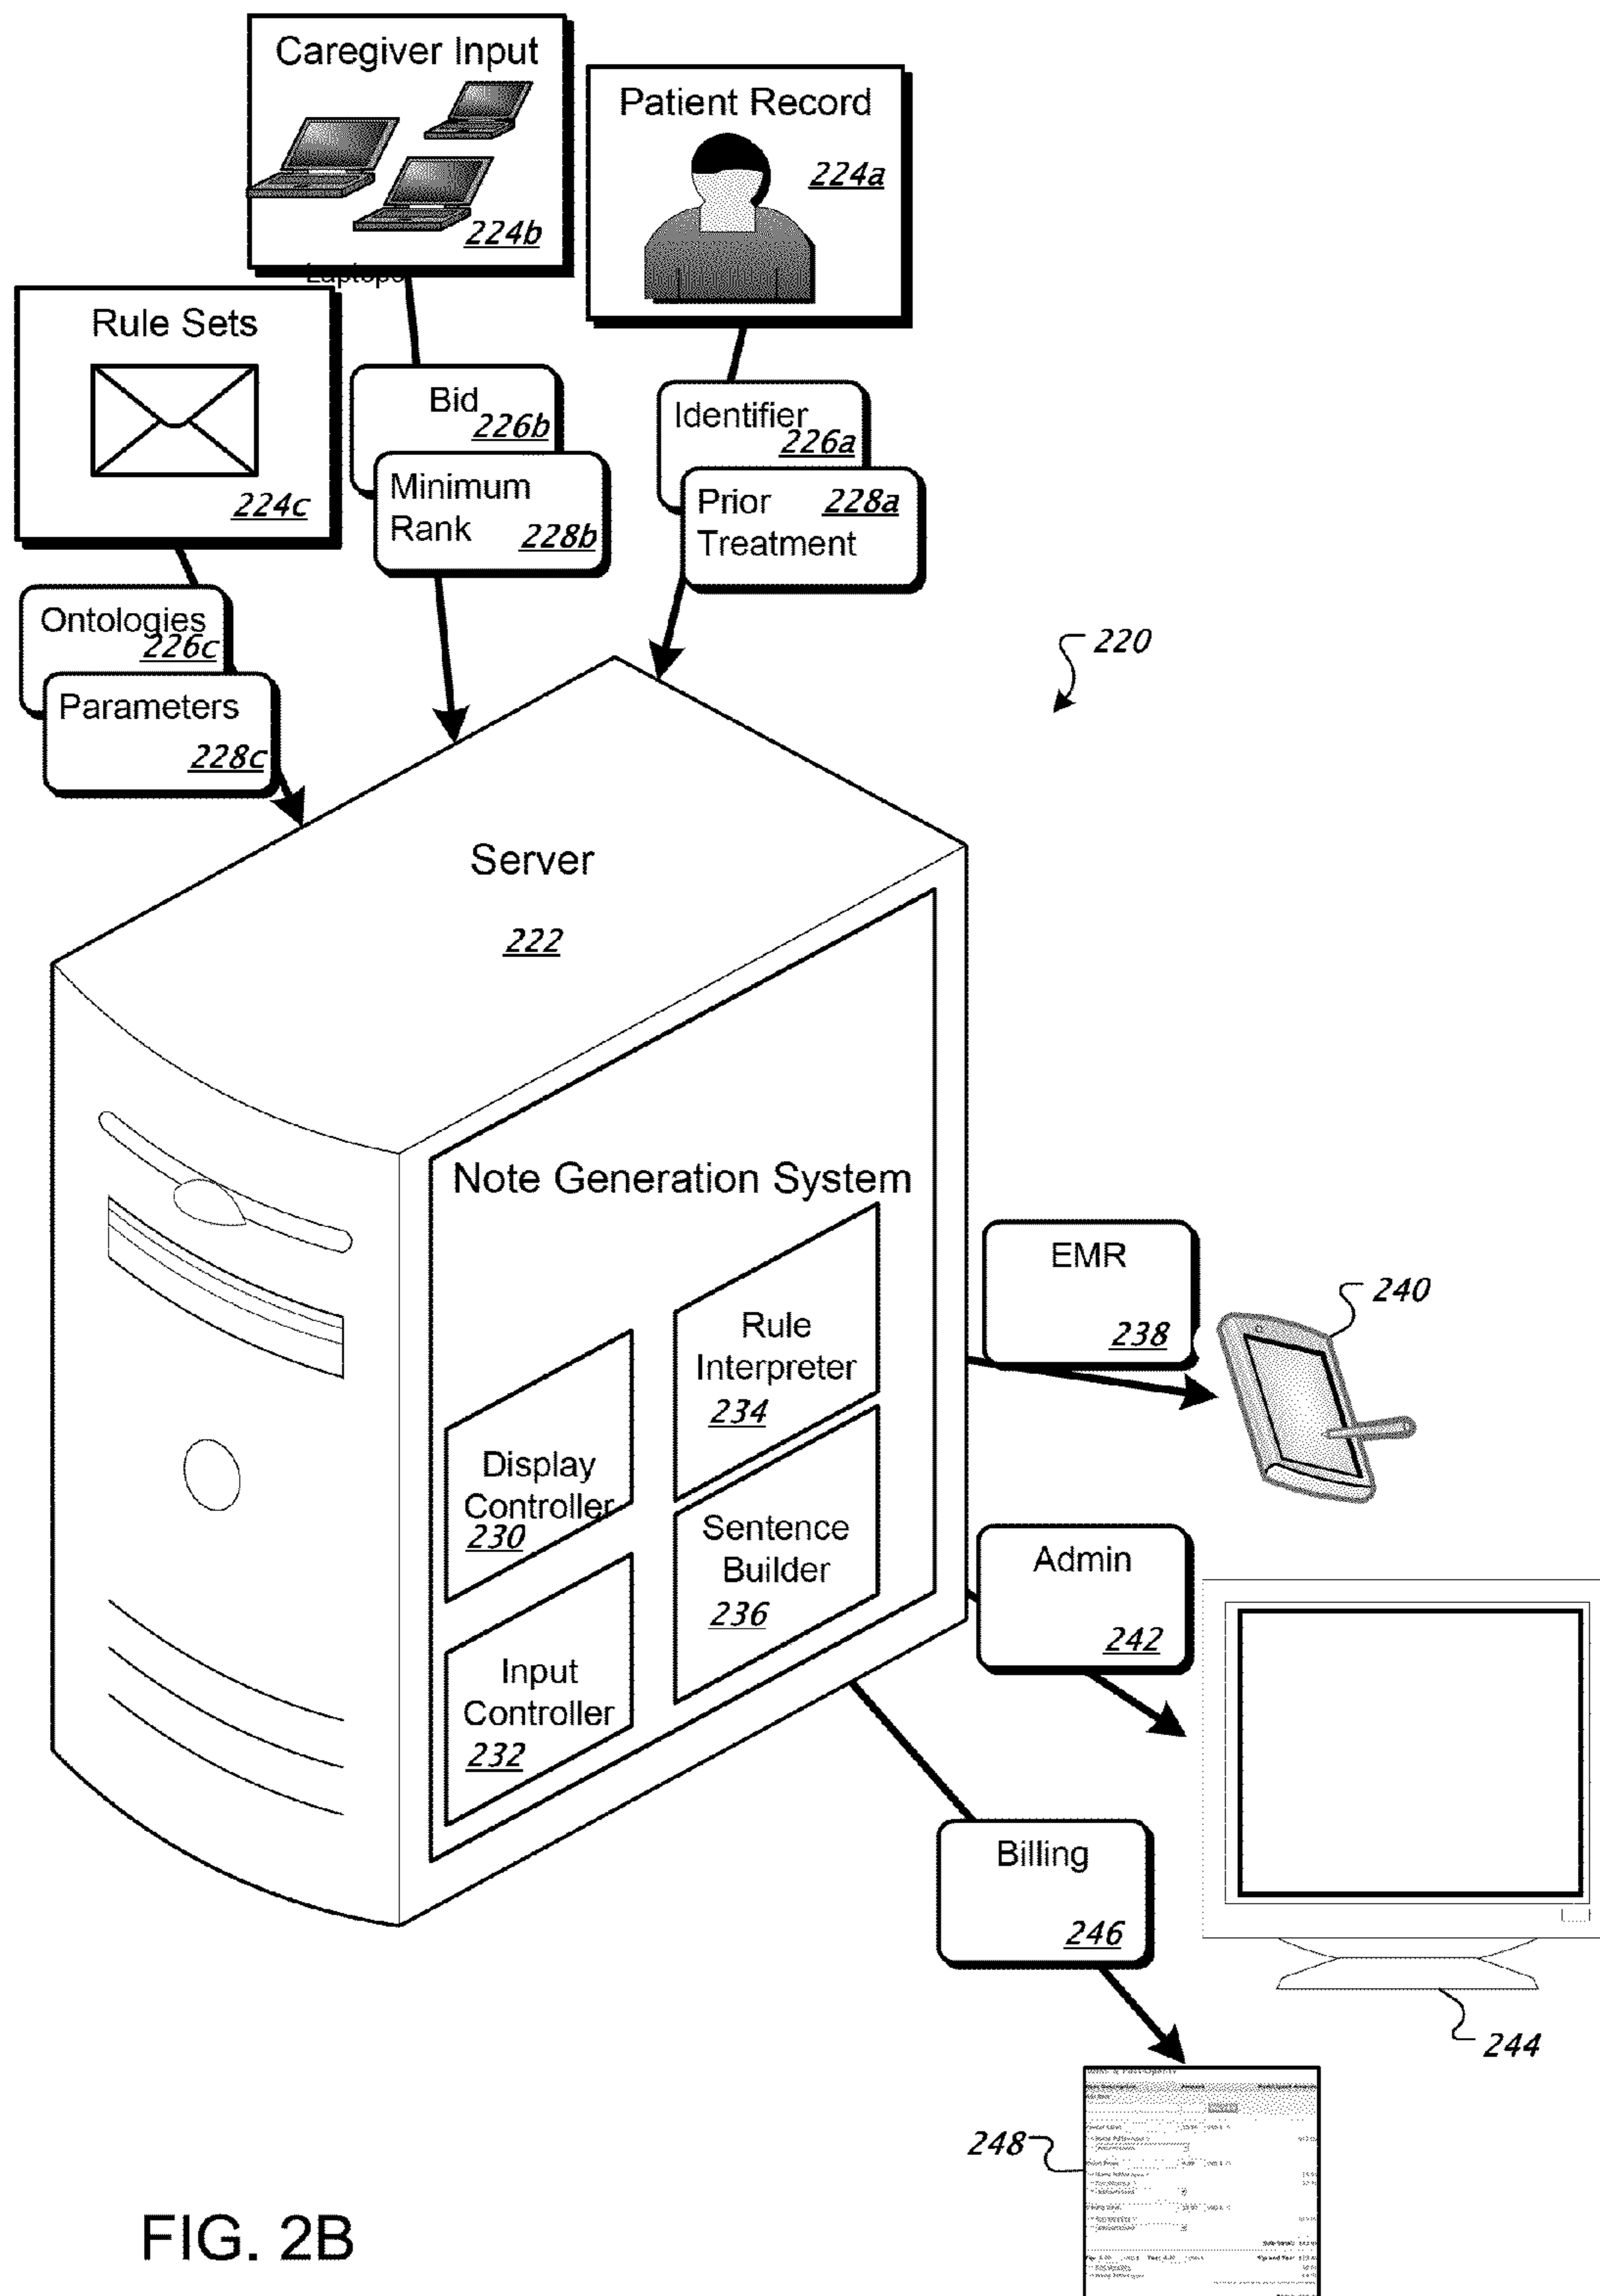 Caregiver Input
224b
Patient Record
224a
Rule Sets
224c
Bid
226b
Minimum
Rank
228b
Identifier
226a
Prior
Treatment
228a
Ontologies
226c
Parameters
228c
220
Server
222
Note Generation System
Rule
Interpreter
234
Display
Controller
230
Sentence
Builder
236
Input
Controller
232
EMR
238
240
Admin
242
244
Billing
246
248
FIG. 2B